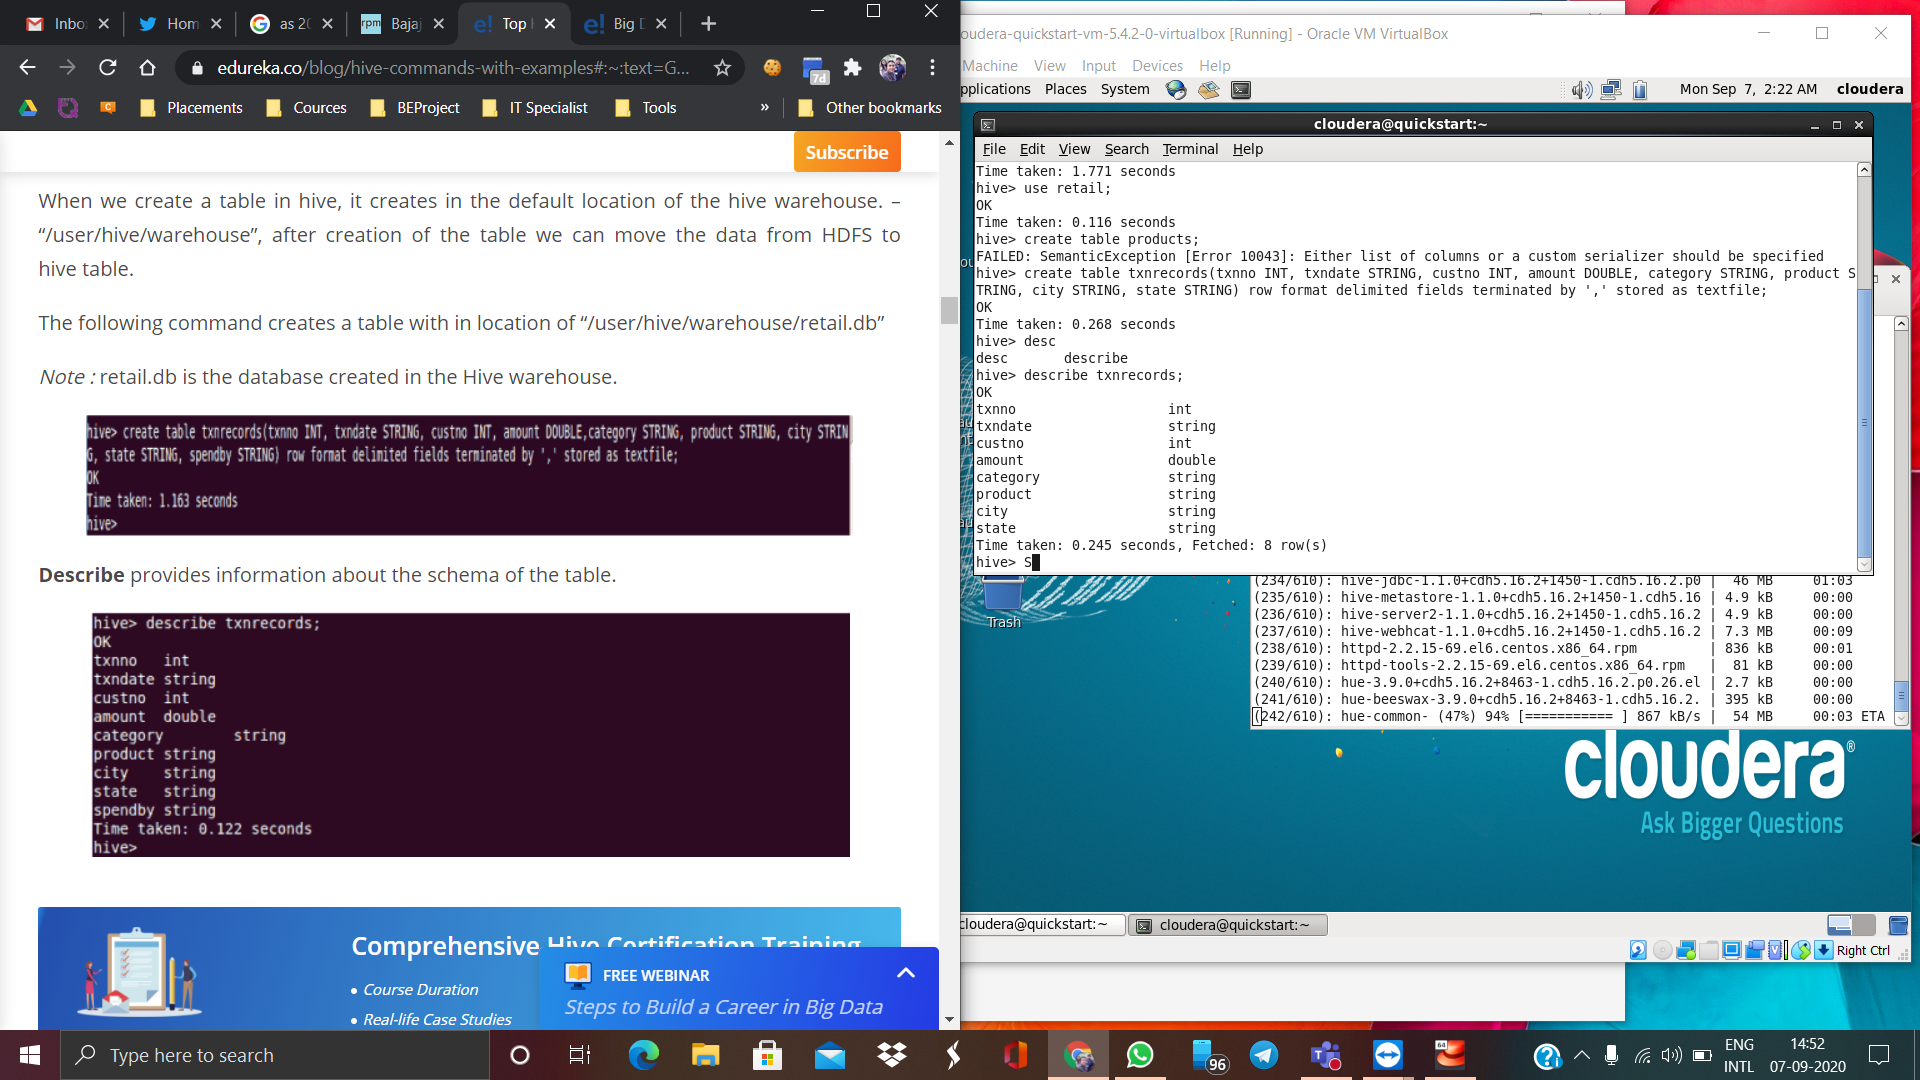 Inbo
Hom
as 20
Bajaj
Top
Big D
edureka.co/blog/hive-commands-with-examples#:~:text=G...
7d
Placements
Cources
BEProject
IT Specialist
Tools
»
Other bookmarks
Subscribe
When we create a table in hive, it creates in the default location of the hive warehouse. –
“/user/hive/warehouse”, after creation of the table we can move the data from HDFS to
hive table.
The following command creates a table with in location of “/user/hive/warehouse/retail.db”
Note : retail.db is the database created in the Hive warehouse.
hive> create table txnrecords(txnno INT, txndate STRING, custno INT, amount DOUBLE,category STRING, product STRING, city STRIN
G, state STRING, spendby STRING) row format delimited fields terminated by ',' stored as textfile;
OK
Time taken: 1.163 seconds
hive>
Describe provides information about the schema of the table.
hive> describe txnrecords;
OK
txnno int
txndate string
custno int
amount double
category string
product string
city string
state string
spendby string
Time taken: 0.122 seconds
hive>
Comprehensive Hive Certification Training
• Course Duration
• Real-life Case Studies
FREE WEBINAR
Steps to Build a Career in Big Data
loudera-quickstart-vm-5.4.2-0-virtualbox [Running] - Oracle VM VirtualBox
Machine View Input Devices Help
pplications Places System
Mon Sep 7, 2:22 AM cloudera
cloudera@quickstart:~
File Edit View Search Terminal Help
Time taken: 1.771 seconds
hive> use retail;
OK
Time taken: 0.116 seconds
hive> create table products;
FAILED: SemanticException [Error 10043]: Either list of columns or a custom serializer should be specified
hive> create table txnrecords(txnno INT, txndate STRING, custno INT, amount DOUBLE, category STRING, product S
TRING, city STRING, state STRING) row format delimited fields terminated by ',' stored as textfile;
OK
Time taken: 0.268 seconds
hive> desc
desc describe
hive> describe txnrecords;
OK
txnno int
txndate string
custno int
amount double
category string
product string
city string
state string
Time taken: 0.245 seconds, Fetched: 8 row(s)
hive> S
Trash
(234/610): hive-jdbc-1.1.0+cdh5.16.2+1450-1.cdh5.16.2.p0 | 46 MB 01:03
(235/610): hive-metastore-1.1.0+cdh5.16.2+1450-1.cdh5.16 | 4.9 kB 00:00
(236/610): hive-server2-1.1.0+cdh5.16.2+1450-1.cdh5.16.2 | 4.9 kB 00:00
(237/610): hive-webhcat-1.1.0+cdh5.16.2+1450-1.cdh5.16.2 | 7.3 MB 00:09
(238/610): httpd-2.2.15-69.el6.centos.x86_64.rpm | 836 kB 00:01
(239/610): httpd-tools-2.2.15-69.el6.centos.x86_64.rpm | 81 kB 00:00
(240/610): hue-3.9.0+cdh5.16.2+8463-1.cdh5.16.2.p0.26.el | 2.7 kB 00:00
(241/610): hue-beeswax-3.9.0+cdh5.16.2+8463-1.cdh5.16.2. | 395 kB 00:00
(242/610): hue-common- (47%) 94% [=========== ] 867 kB/s | 54 MB 00:03 ETA
cloudera®
Ask Bigger Questions
cloudera@quickstart:~
cloudera@quickstart:~
Right Ctrl
Type here to search
96
64
ENG
INTL
14:52
07-09-2020